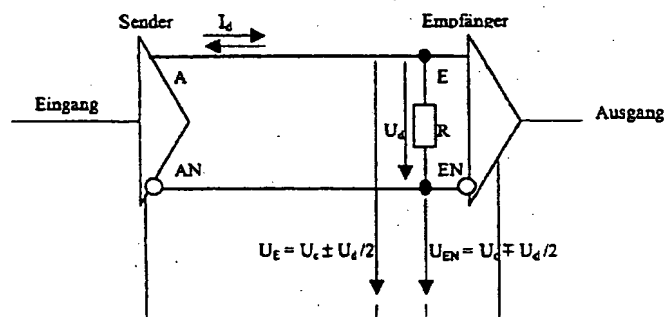 Sender
I_d
Empfänger
A
E
Eingang
Ausgang
U_d
R
AN
EN
U_E = U_c ± U_d/2
U_EN = U_c ∓ U_d/2